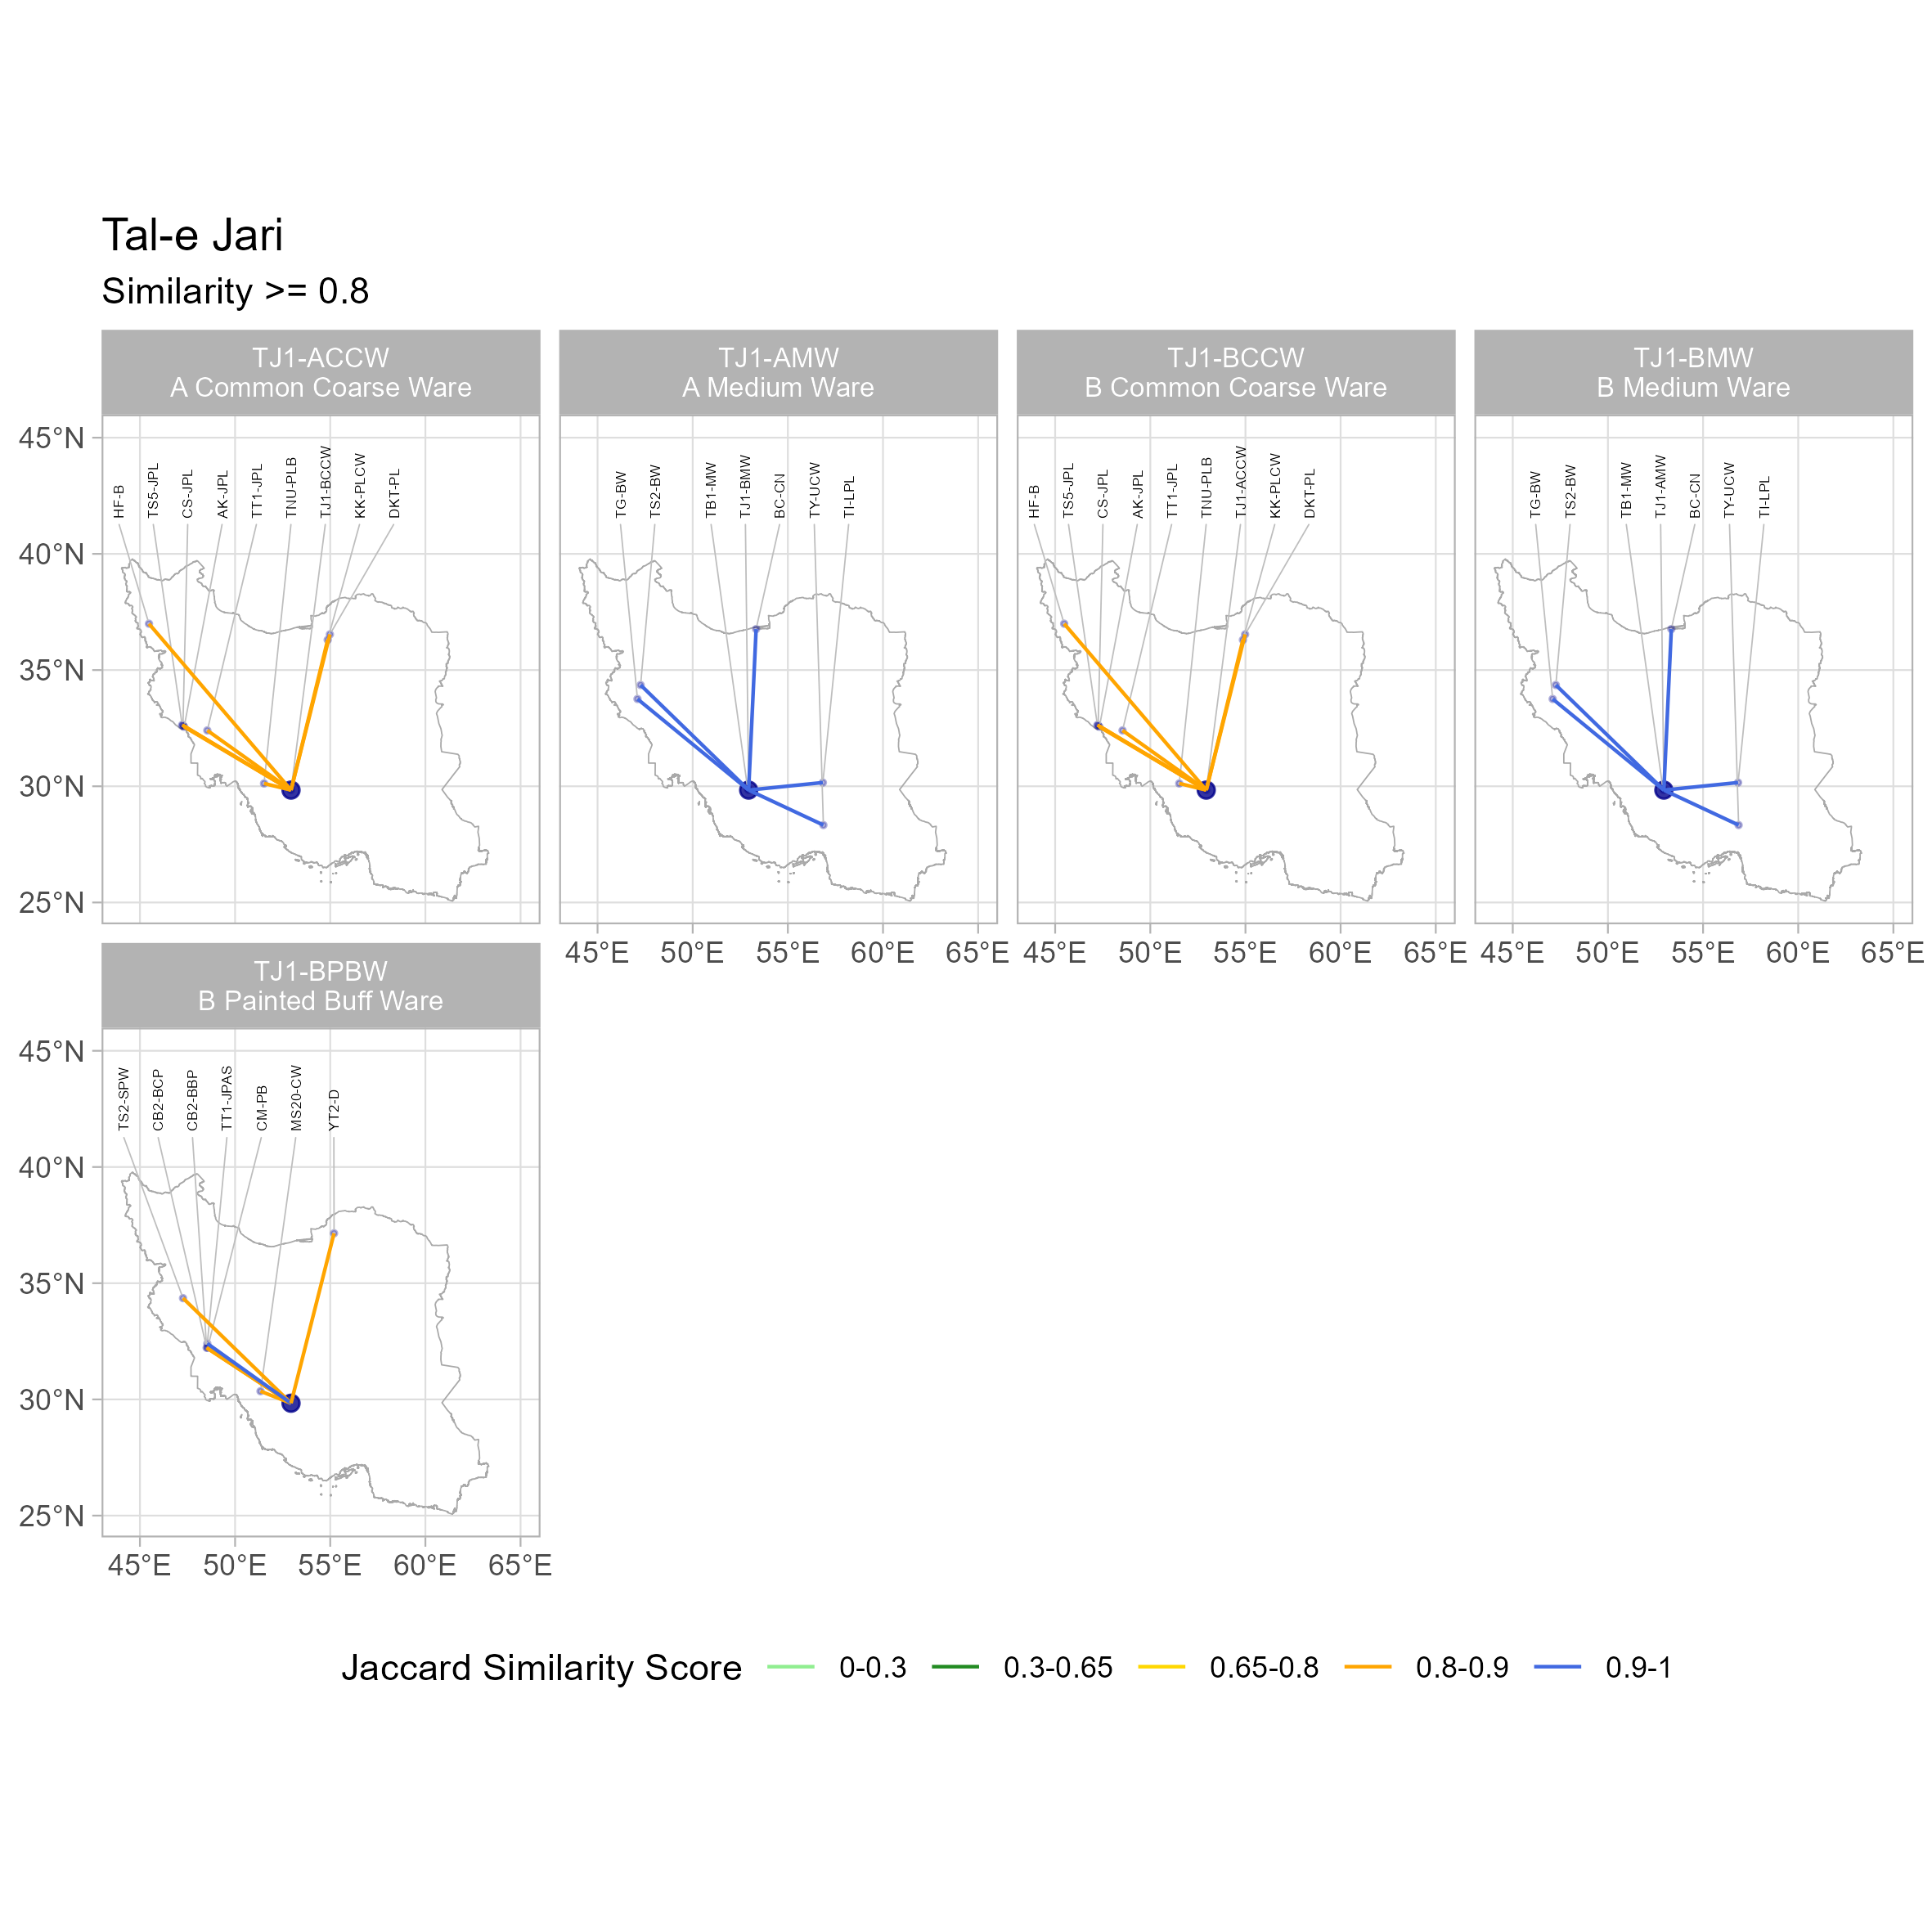 Tal-e Jari
Similarity >= 0.8
TJ1-ACCW
A Common Coarse Ware
TJ1-AMW
A Medium Ware
TJ1-BCCW
B Common Coarse Ware
TJ1-BMW
B Medium Ware
45°N
40°N
35°N
30°N
25°N
HF-B
TS5-JPL
CS-JPL
AK-JPL
TT1-JPL
TNU-PLB
TJ1-BCCW
KK-PLCW
DKT-PL
TG-BW
TS2-BW
TB1-MW
TJ1-BMW
BC-CN
TY-UCW
TI-LPL
HF-B
TS5-JPL
CS-JPL
AK-JPL
TT1-JPL
TNU-PLB
TJ1-ACCW
KK-PLCW
DKT-PL
TG-BW
TS2-BW
TB1-MW
TJ1-AMW
BC-CN
TY-UCW
TI-LPL
45°E 50°E 55°E 60°E 65°E
45°E 50°E 55°E 60°E 65°E
45°E 50°E 55°E 60°E 65°E
TJ1-BPBW
B Painted Buff Ware
45°N
40°N
35°N
30°N
25°N
TS2-SPW
CB2-BCP
CB2-BBP
TT1-JPAS
CM-PB
MS20-CW
YT2-D
45°E 50°E 55°E 60°E 65°E
Jaccard Similarity Score 0-0.3 0.3-0.65 0.65-0.8 0.8-0.9 0.9-1